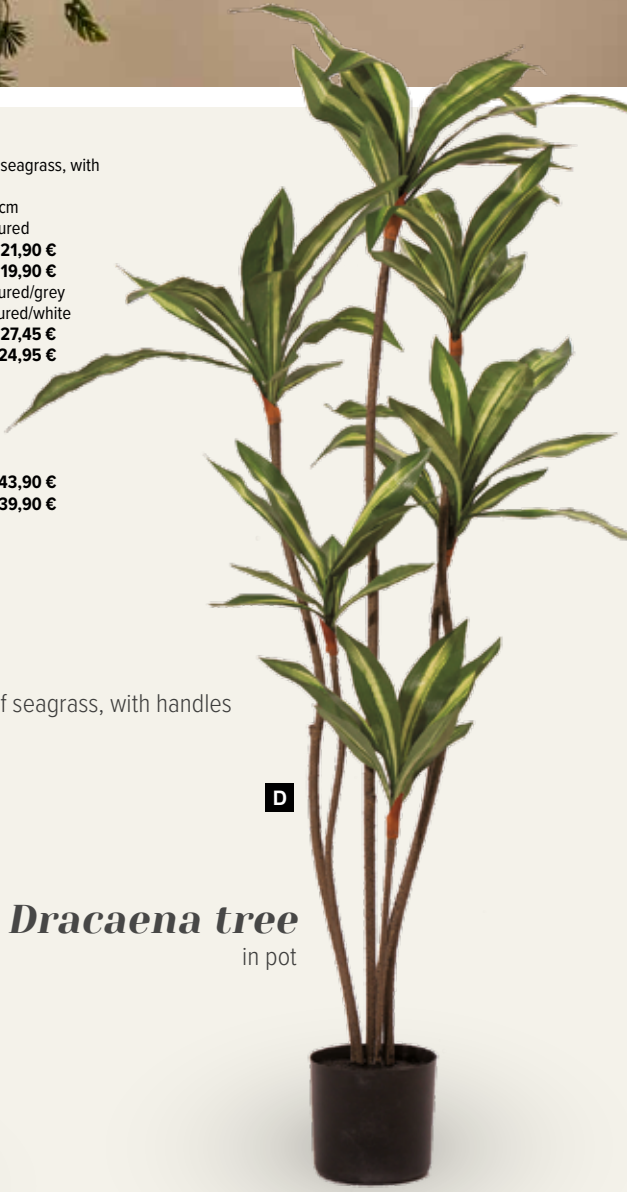 seagrass, with
cm
ured
21,90 €
19,90 €
ured/grey
ured/white
27,45 €
24,95 €
43,90 €
39,90 €
f seagrass, with handles
D
Dracaena tree
in pot